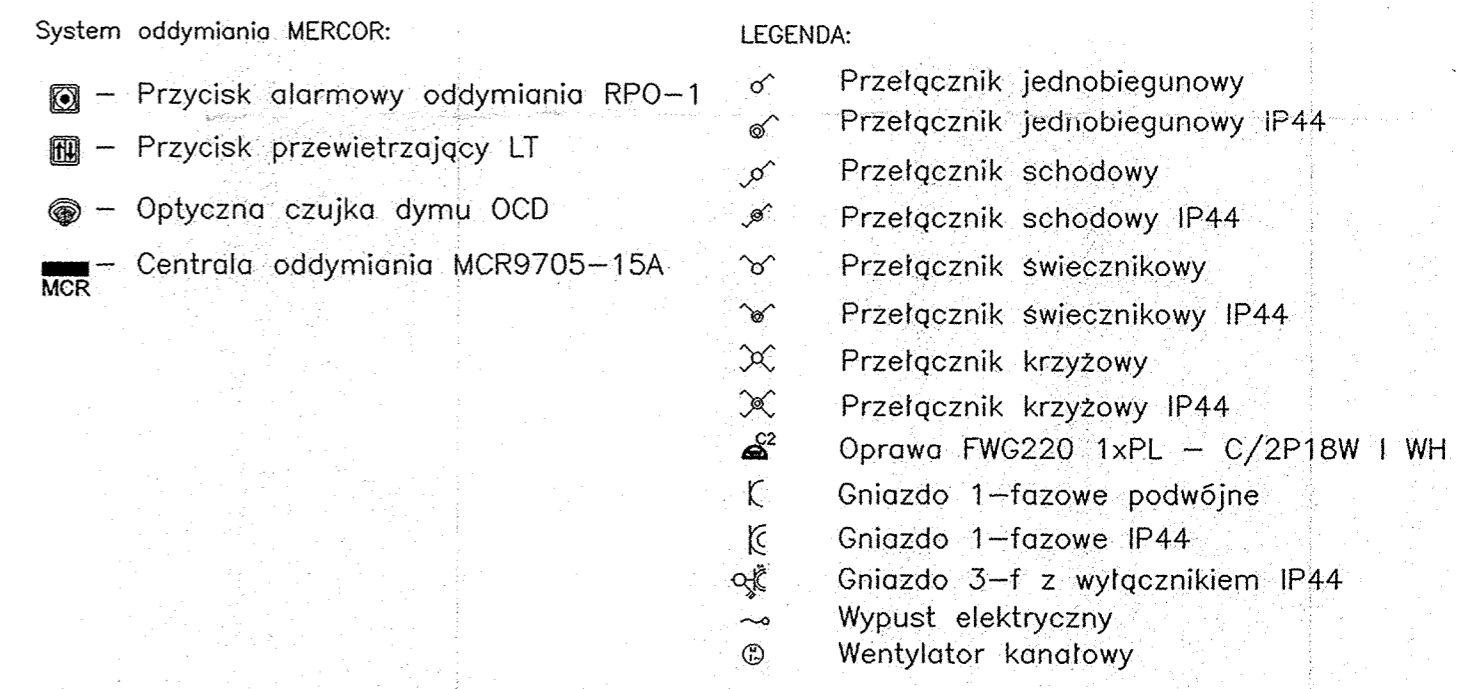 System oddymiania MERCOR:
– Przycisk alarmowy oddymiania RPO–1
– Przycisk przewietrzający LT
– Optyczna czujka dymu OCD
– Centrala oddymiania MCR9705–15A
MCR
LEGENDA:
Przełącznik jednobiegunowy
Przełącznik jednobiegunowy IP44
Przełącznik schodowy
Przełącznik schodowy IP44
Przełącznik świecznikowy
Przełącznik świecznikowy IP44
Przełącznik krzyżowy
Przełącznik krzyżowy IP44
C2 Oprawa FWG220 1xPL – C/2P18W I WH
Gniazdo 1–fazowe podwójne
Gniazdo 1–fazowe IP44
Gniazdo 3–f z wyłącznikiem IP44
Wypust elektryczny
Wentylator kanałowy